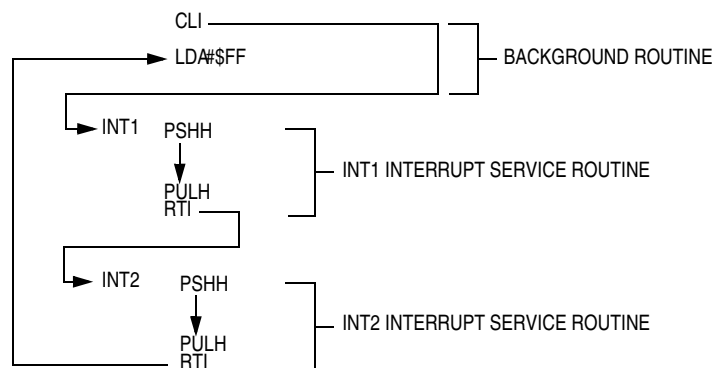 CLI
LDA#$FF
BACKGROUND ROUTINE
INT1
PSHH
INT1 INTERRUPT SERVICE ROUTINE
PULH
RTI
INT2
PSHH
INT2 INTERRUPT SERVICE ROUTINE
PULH
RTI